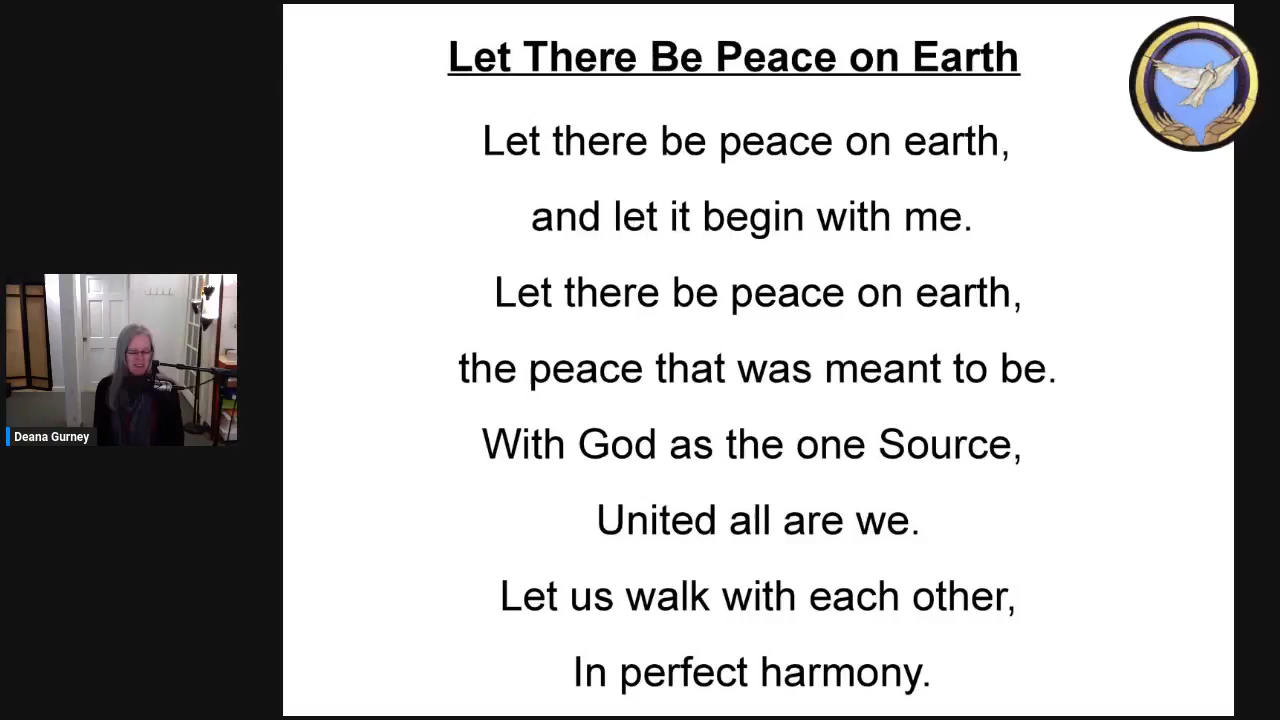 Let There Be Peace on Earth
Let there be peace on earth,
and let it begin with me.
Let there be peace on earth,
the peace that was meant to be.
With God as the one Source,
United all are we.
Let us walk with each other,
In perfect harmony.
Deana Gurney